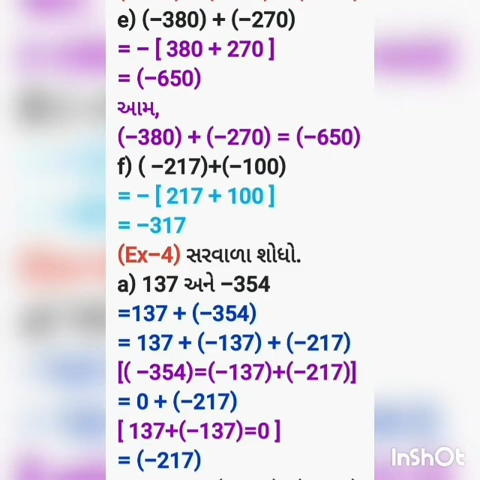 e) (−380) + (−270)
= − [ 380 + 270 ]
= (−650)
આમ,
(−380) + (−270) = (−650)
f) ( −217)+(−100)
= − [ 217 + 100 ]
= −317
(Ex−4) સરવાળા શોધો.
a) 137 અને −354
=137 + (−354)
= 137 + (−137) + (−217)
[( −354)=(−137)+(−217)]
= 0 + (−217)
[ 137+(−137)=0 ]
= (−217)
InShOt